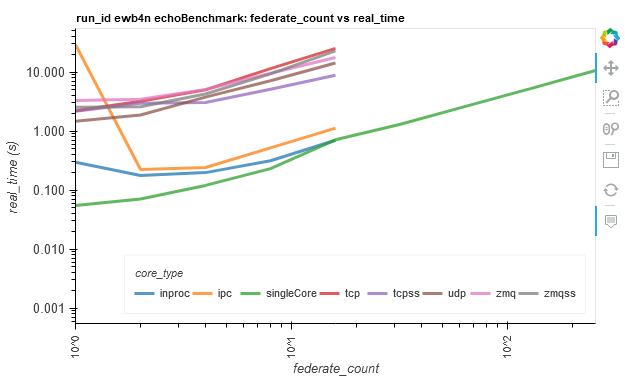 run_id ewb4n echoBenchmark: federate_count vs real_time
10.000
1.000
0.100
0.010
0.001
real_time (s)
core_type
inproc ipc singleCore tcp tcpss udp zmq zmqss
10^0 10^1 10^2
federate_count